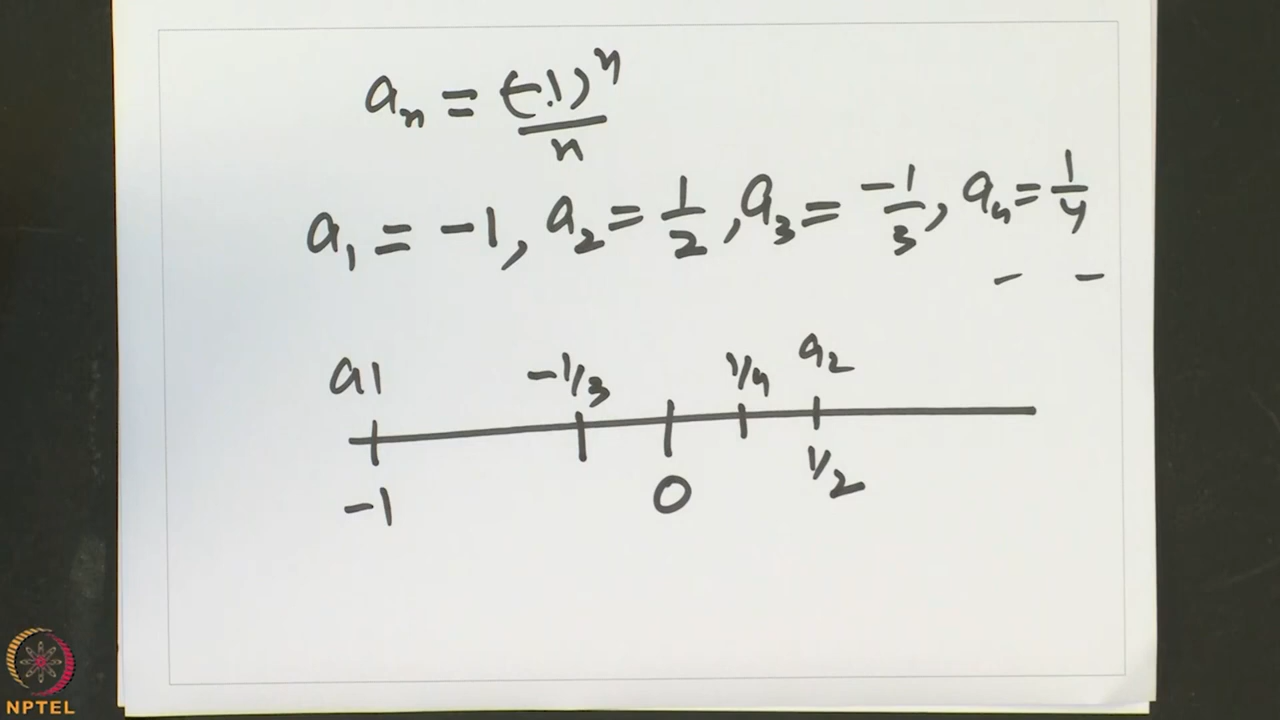 aₙ = (-1)ⁿ/n
a₁ = -1, a₂ = 1/2, a₃ = -1/3, a₄ = 1/4
- -
a1 -1/3 1/4 a₂
-1 0 1/2
NPTEL